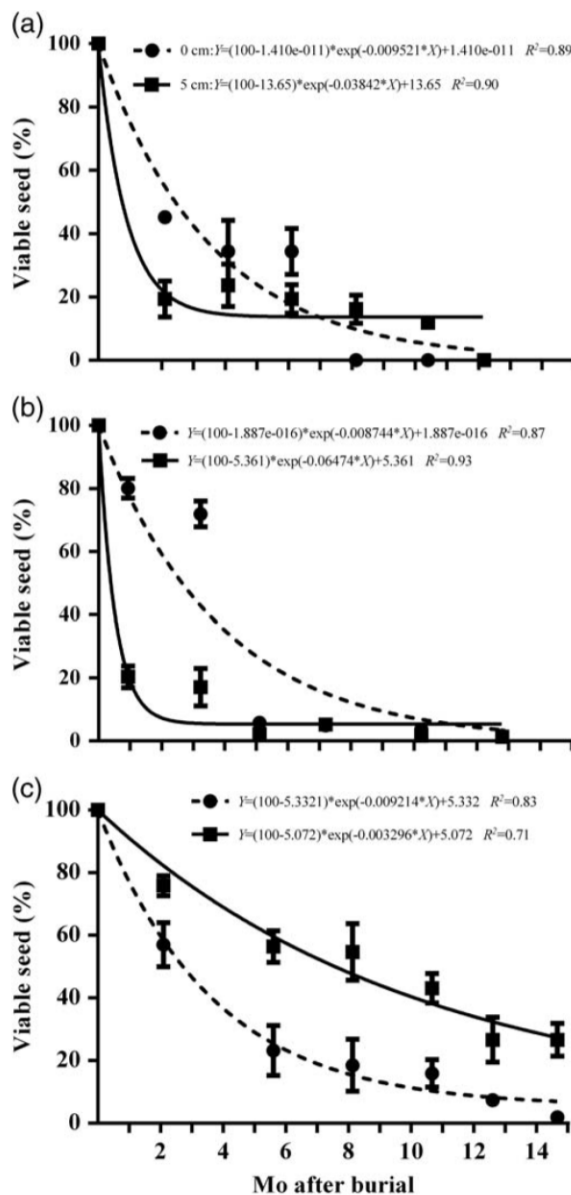 (a)
100
80
60
40
20
0
Viable seed (%)
0 cm:Y=(100-1.410e-011)*exp(-0.009521*X)+1.410e-011 R²=0.89
5 cm:Y=(100-13.65)*exp(-0.03842*X)+13.65 R²=0.90
(b)
100
80
60
40
20
0
Viable seed (%)
Y=(100-1.887e-016)*exp(-0.008744*X)+1.887e-016 R²=0.87
Y=(100-5.361)*exp(-0.06474*X)+5.361 R²=0.93
(c)
100
80
60
40
20
0
Viable seed (%)
Y=(100-5.3321)*exp(-0.009214*X)+5.332 R²=0.83
Y=(100-5.072)*exp(-0.003296*X)+5.072 R²=0.71
2 4 6 8 10 12 14
Mo after burial